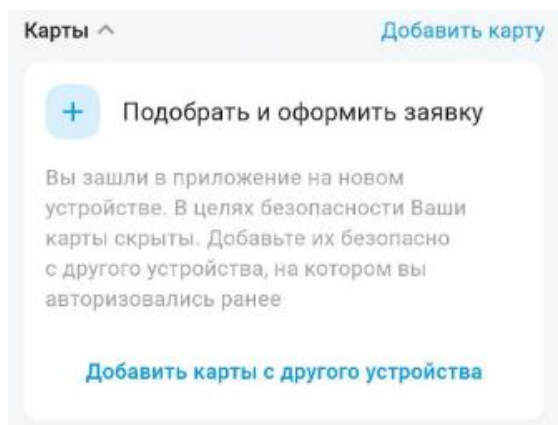 Карты Добавить карту
+ Подобрать и оформить заявку
Вы зашли в приложение на новом
устройстве. В целях безопасности Ваши
карты скрыты. Добавьте их безопасно
с другого устройства, на котором вы
авторизовались ранее
Добавить карты с другого устройства